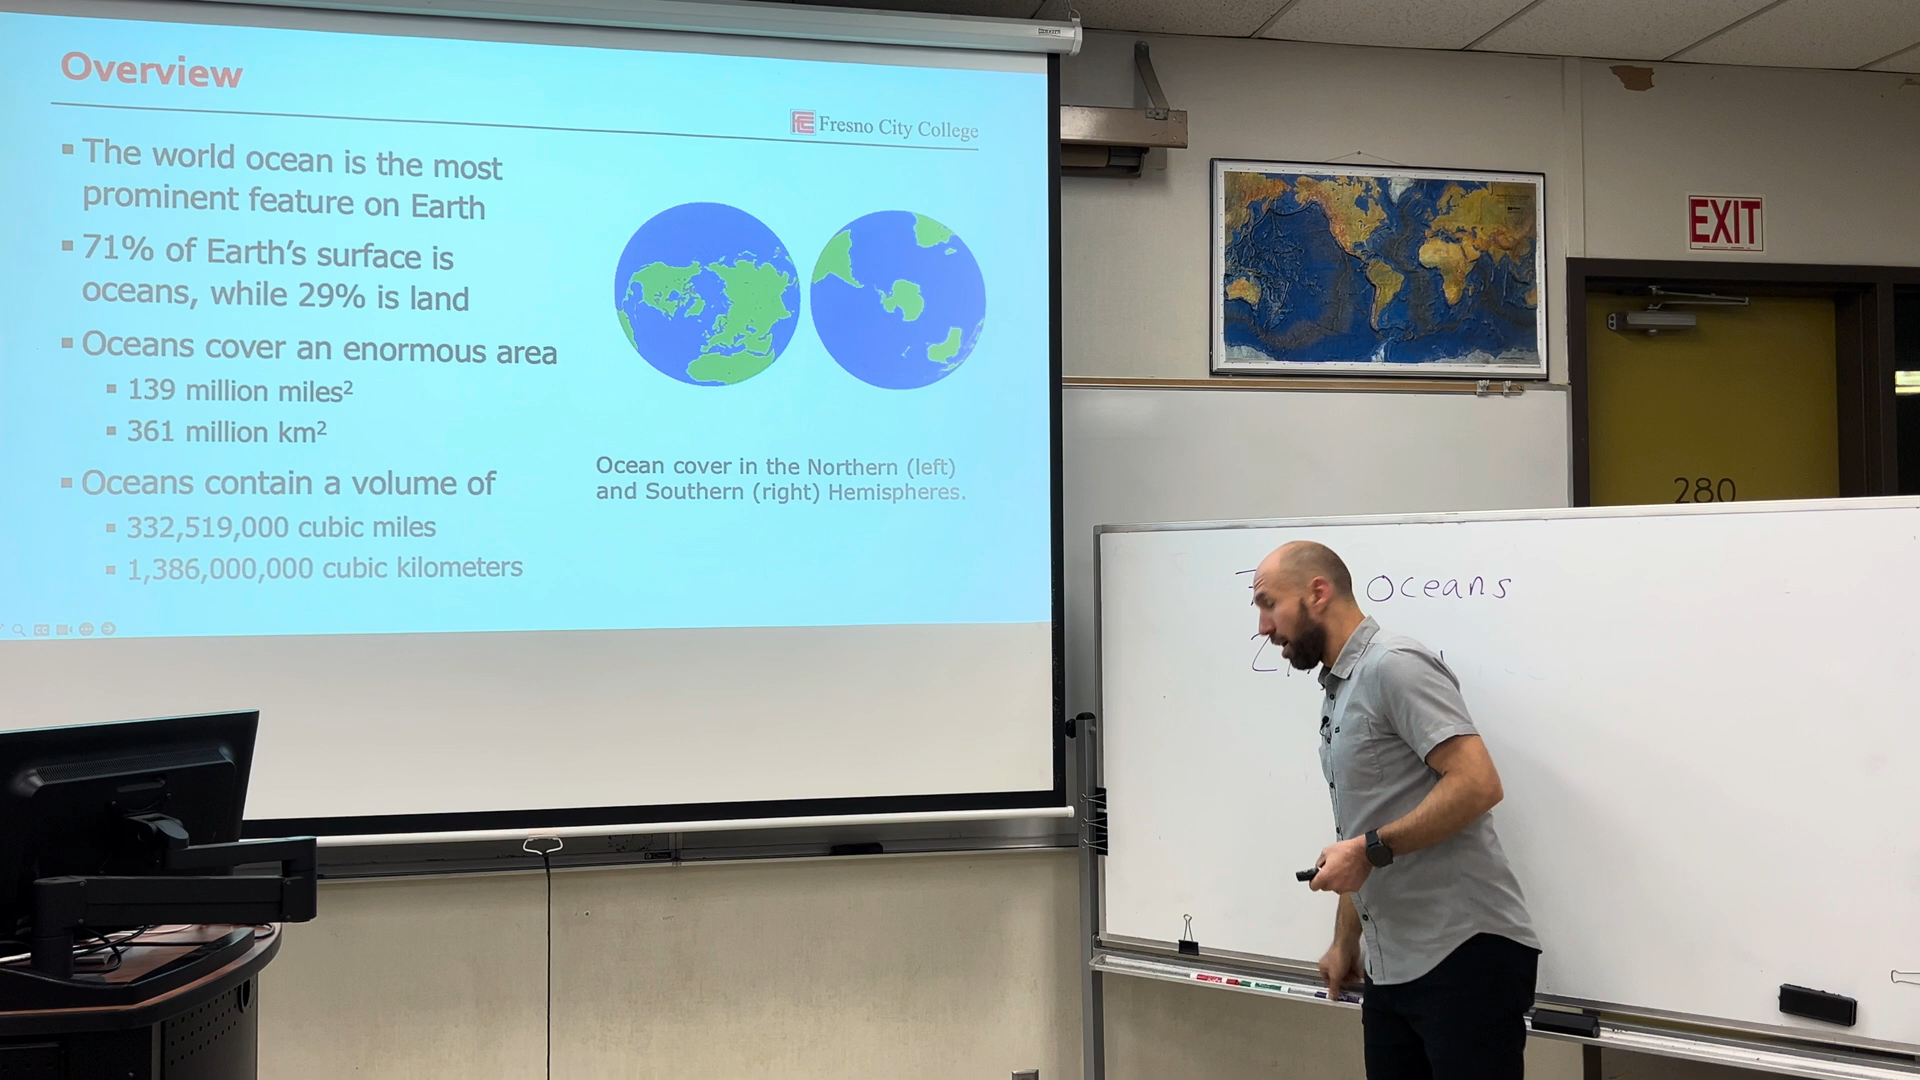 Overview
Fresno City College
▪ The world ocean is the most
prominent feature on Earth
▪ 71% of Earth’s surface is
oceans, while 29% is land
▪ Oceans cover an enormous area
▪ 139 million miles²
▪ 361 million km²
▪ Oceans contain a volume of
▪ 332,519,000 cubic miles
▪ 1,386,000,000 cubic kilometers
Ocean cover in the Northern (left)
and Southern (right) Hemispheres.
EXIT
280
Oceans